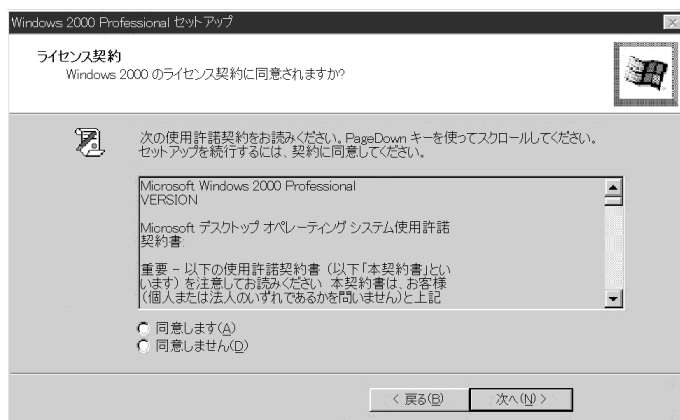 Windows 2000 Professional セットアップ
ライセンス契約
Windows 2000 のライセンス契約に同意されますか?
次の使用許諾契約をお読みください。PageDown キーを使ってスクロールしてください。
セットアップを続行するには、契約に同意してください。
Microsoft Windows 2000 Professional
VERSION
Microsoft デスクトップ オペレーティング システム使用許諾
契約書:
重要 – 以下の使用許諾契約書 (以下「本契約書」とい
います) を注意してお読みください 本契約書は、お客様
(個人または法人のいずれであるかを問いません)と上記
同意します(A)
同意しません(D)
< 戻る(B)
次へ(N) >